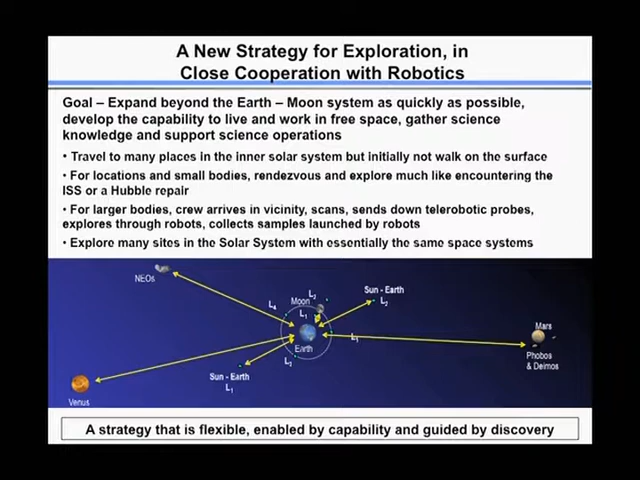 A New Strategy for Exploration, in
Close Cooperation with Robotics
Goal – Expand beyond the Earth – Moon system as quickly as possible,
develop the capability to live and work in free space, gather science
knowledge and support science operations
• Travel to many places in the inner solar system but initially not walk on the surface
• For locations and small bodies, rendezvous and explore much like encountering the
ISS or a Hubble repair
• For larger bodies, crew arrives in vicinity, scans, sends down telerobotic probes,
explores through robots, collects samples launched by robots
• Explore many sites in the Solar System with essentially the same space systems
NEOs
Moon
L2
L4
L1
Sun - Earth
L2
Earth
Mars
Phobos
& Deimos
Sun - Earth
L1
Venus
A strategy that is flexible, enabled by capability and guided by discovery